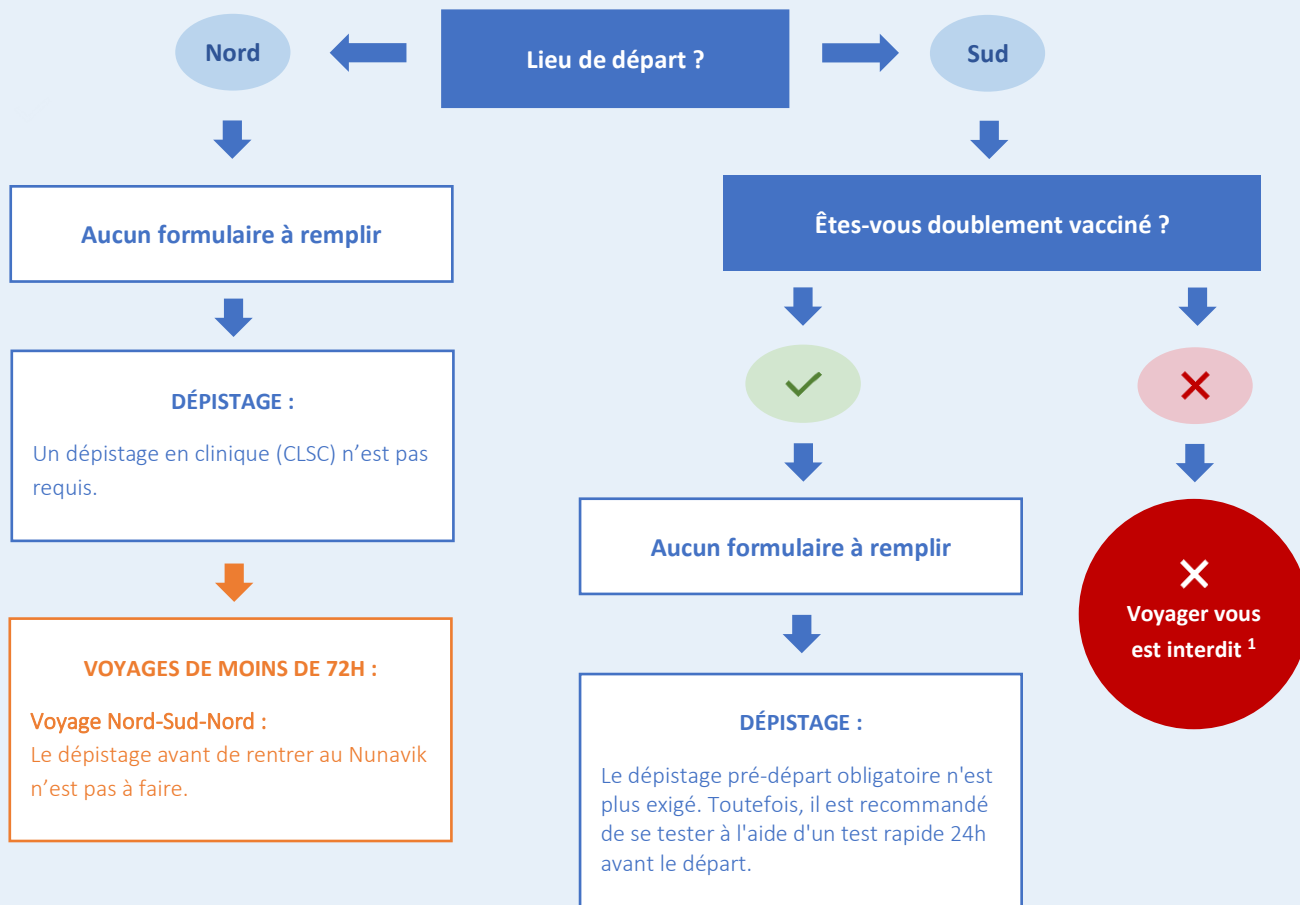 Lieu de départ ?
Nord
Sud
Aucun formulaire à remplir
DÉPISTAGE :
Un dépistage en clinique (CLSC) n’est pas
requis.
VOYAGES DE MOINS DE 72H :
Voyage Nord-Sud-Nord :
Le dépistage avant de rentrer au Nunavik
n’est pas à faire.
Êtes-vous doublement vacciné ?
Aucun formulaire à remplir
DÉPISTAGE :
Le dépistage pré-départ obligatoire n'est
plus exigé. Toutefois, il est recommandé
de se tester à l'aide d'un test rapide 24h
avant le départ.
Voyager vous
est interdit 1